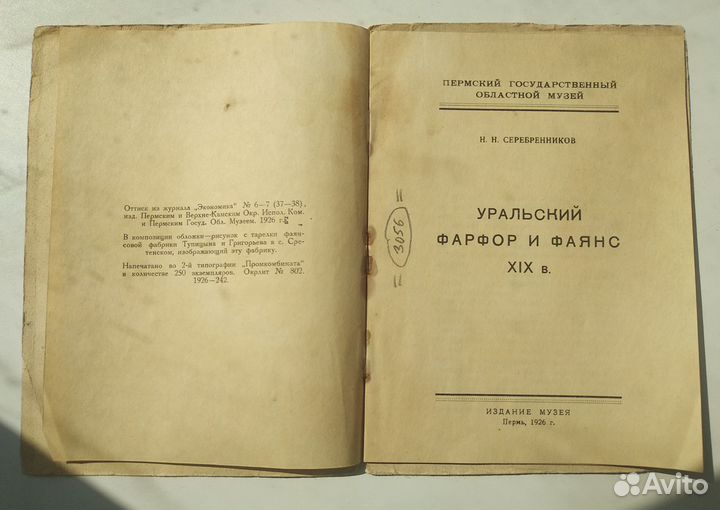 Оттиск из журнала „Экономика" № 6—7 (37—38),
изд. Пермским и Верхне-Камским Окр. Испол. Ком.
и Пермским Госуд. Обл. Музеем. 1926 г.
В композиции обложки—рисунок с тарелки фаян-
совой фабрики Тупицына и Григорьева в с. Сре-
тенском, изображающий эту фабрику.
Напечатано во 2-й типографии „Промкомбината"
в количестве 250 экземпляров. Окрлит № 802.
1926—242.
ПЕРМСКИЙ ГОСУДАРСТВЕННЫЙ
ОБЛАСТНОЙ МУЗЕЙ
Н. Н. СЕРЕБРЕННИКОВ
УРАЛЬСКИЙ
ФАРФОР И ФАЯНС
XIX в.
ИЗДАНИЕ МУЗЕЯ
Пермь, 1926 г.
3056
Avito